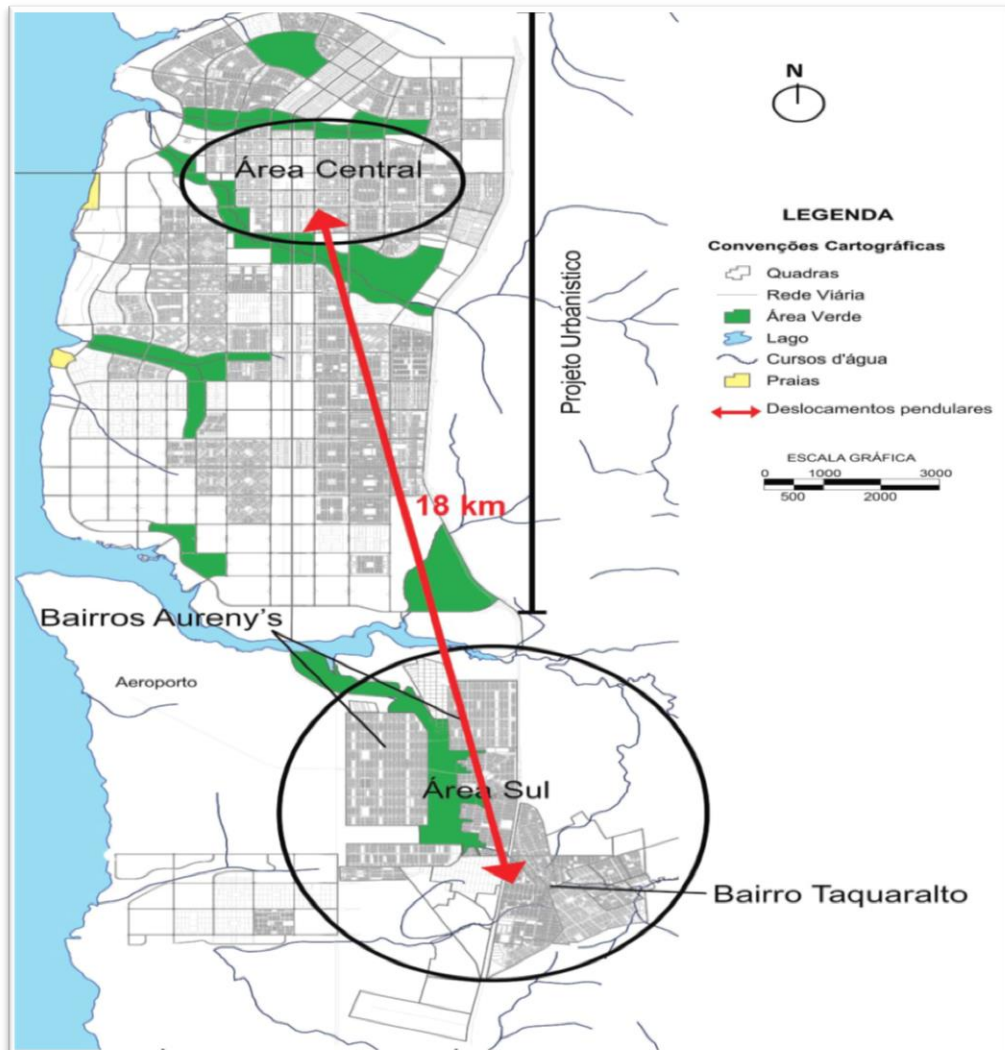 N
Área Central
LEGENDA
Convenções Cartográficas
Quadras
Rede Viária
Área Verde
Lago
Cursos d'água
Praias
Deslocamentos pendulares
ESCALA GRÁFICA
0 1000 3000
500 2000
Projeto Urbanístico
18 km
Bairros Aureny's
Aeroporto
Área Sul
Bairro Taquaralto